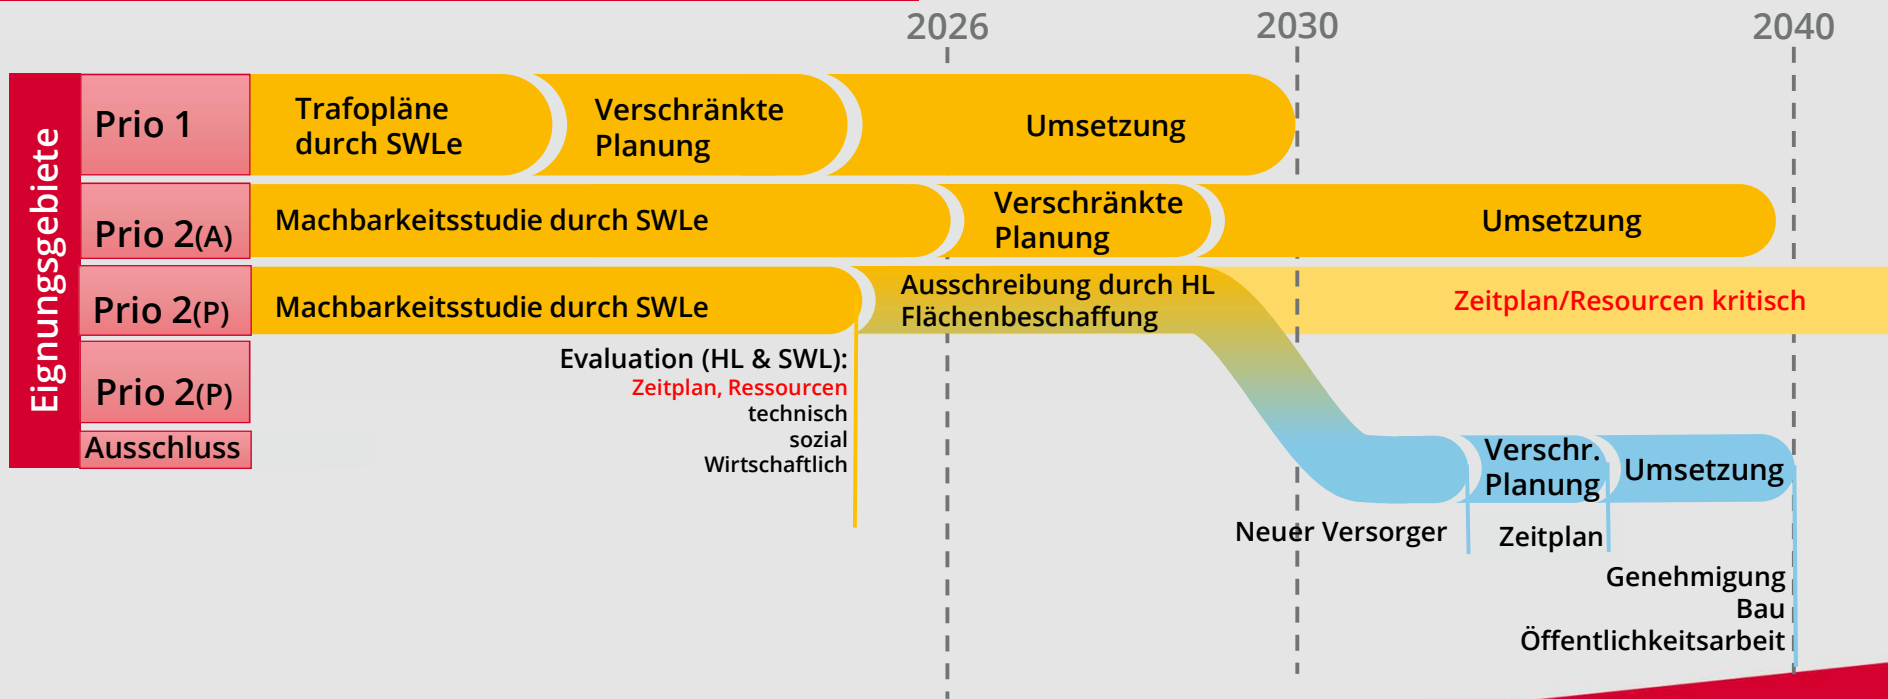 2026
2030
2040
Eignungsgebiete
Prio 1
Trafopläne
durch SWLe
Verschränkte
Planung
Umsetzung
Prio 2(A)
Machbarkeitsstudie durch SWLe
Verschränkte
Planung
Umsetzung
Prio 2(P)
Machbarkeitsstudie durch SWLe
Ausschreibung durch HL
Flächenbeschaffung
Zeitplan/Resourcen kritisch
Prio 2(P)
Evaluation (HL & SWL):
Zeitplan, Ressourcen
technisch
sozial
Wirtschaftlich
Ausschluss
Verschr.
Planung
Umsetzung
Neuer Versorger
Zeitplan
Genehmigung
Bau
Öffentlichkeitsarbeit